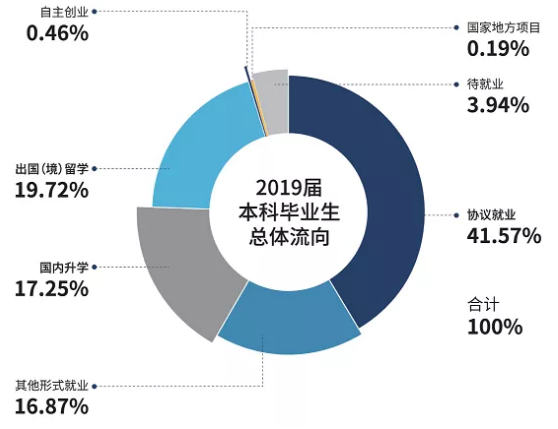 自主创业
0.46%
国家地方项目
0.19%
待就业
3.94%
出国(境)留学
19.72%
2019届
本科毕业生
总体流向
协议就业
41.57%
国内升学
17.25%
合计
100%
其他形式就业
16.87%